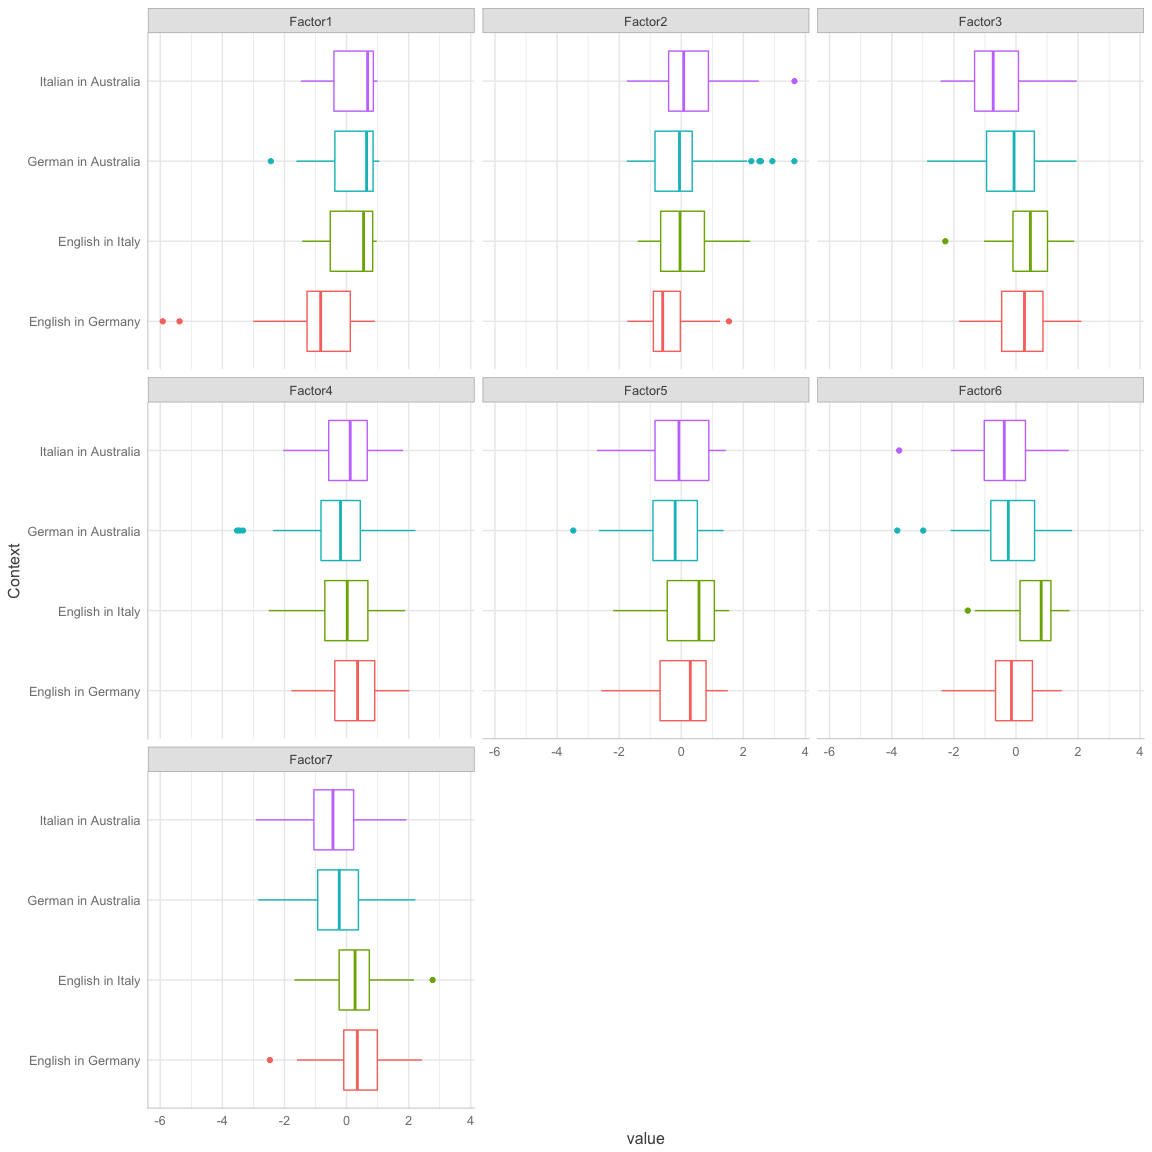 Factor1 Factor2 Factor3
Italian in Australia
German in Australia
English in Italy
English in Germany
Factor4 Factor5 Factor6
Italian in Australia
German in Australia
English in Italy
English in Germany
-6 -4 -2 0 2 4 -6 -4 -2 0 2 4
Factor7
Italian in Australia
German in Australia
English in Italy
English in Germany
-6 -4 -2 0 2 4
value
Context